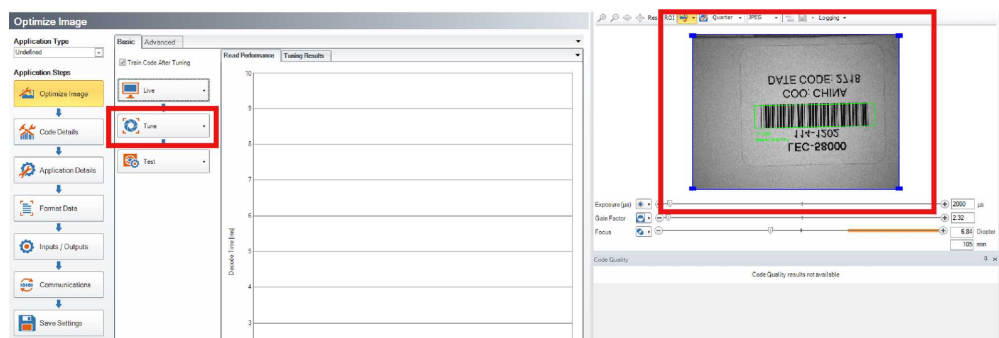 Optimize Image
Application Type
Undefined
Application Steps
Optimize Image
Code Details
Application Details
Format Data
Inputs / Outputs
Communications
Save Settings
Basic
Advanced
Train Code After Tuning
Live
Tune
Test
Read Performance
Tuning Results
10
9
8
7
6
4
3
Decode Time [ms]
ROI
Quarter
JPEG
Logging
DATE CODE: 2718
COO: CHINA
114-1202
LEC-28000
Exposure (µs)
2000 µs
Gain Factor
2.32
Focus
6.84 Diopter
105 mm
Code Quality
Code Quality results not available